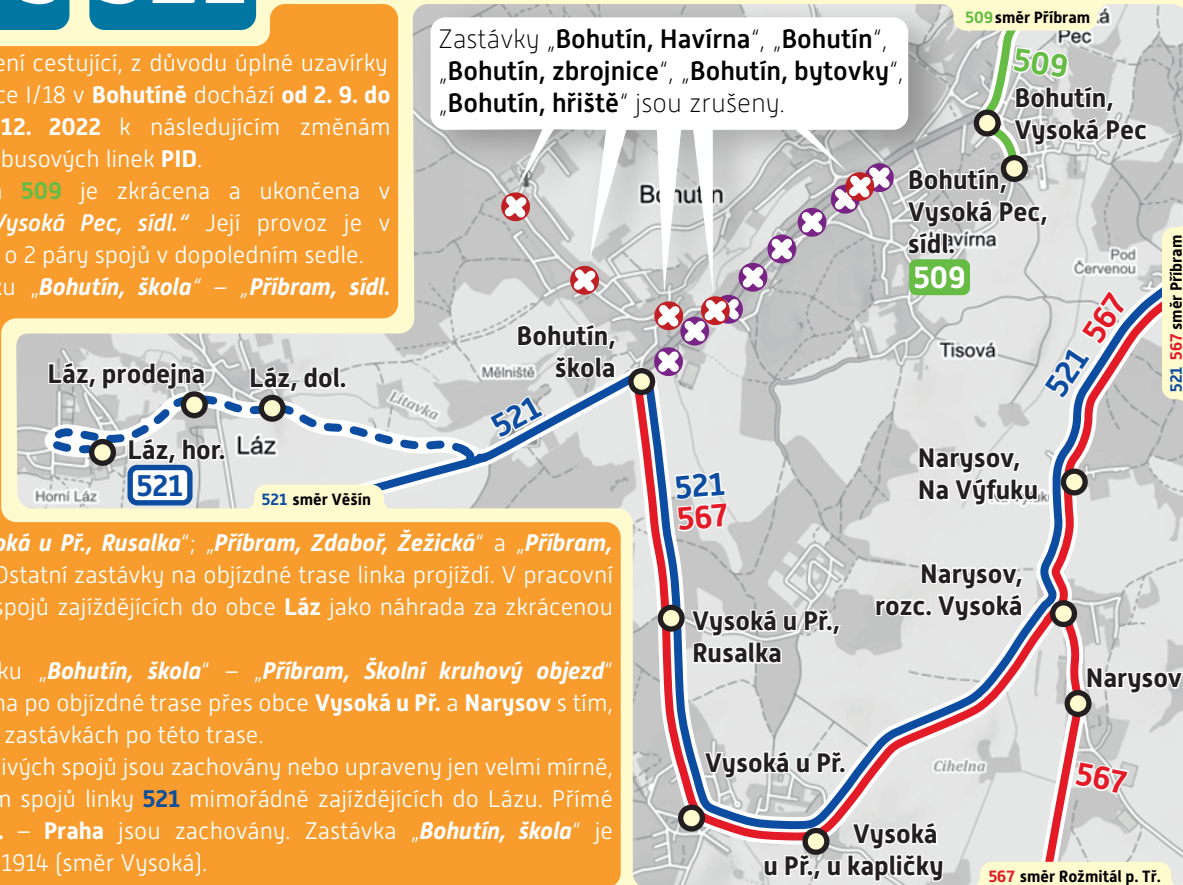 ení cestující, z důvodu úplné uzavírky
ce I/18 v Bohutíně dochází od 2. 9. do
12. 2022 k následujícím změnám
busových linek PID.
509 je zkrácena a ukončena v
Vysoká Pec, sídl.“ Její provoz je v
o 2 páry spojů v dopoledním sedle.
ku „Bohutín, škola“ – „Příbram, sídl.
Zastávky „Bohutín, Havírna“, „Bohutín“,
„Bohutín, zbrojnice“, „Bohutín, bytovky“,
„Bohutín, hřiště“ jsou zrušeny.
509 směr Příbram
Pec
509
Bohutín,
Vysoká Pec
Bohutín
Bohutín,
Vysoká Pec,
sídl.
Havírna
509
Pod
Červenou
521 567 směr Příbram
Tisová
521 567
Bohutín,
škola
Mělniště
Litavka
521
Láz, prodejna
Láz, dol.
Láz, hor.
Láz
521
Horní Láz
521 směr Věšín
521
567
Narysov,
Na Výfuku
Narysov,
rozc. Vysoká
Vysoká u Př.,
Rusalka
Narysov
Vysoká u Př.
Cihelna
567
Vysoká
u Př., u kapličky
567 směr Rožmitál p. Tř.
oká u Př., Rusalka“; „Příbram, Zdaboř, Žežická“ a „Příbram,
Ostatní zastávky na objízdné trase linka projíždí. V pracovní
spojů zajíždějících do obce Láz jako náhrada za zkrácenou
ku „Bohutín, škola“ – „Příbram, Školní kruhový objezd“
na po objízdné trase přes obce Vysoká u Př. a Narysov s tím,
zastávkách po této trase.
ivých spojů jsou zachovány nebo upraveny jen velmi mírně,
m spojů linky 521 mimořádně zajíždějících do Lázu. Přímé
. – Praha jsou zachovány. Zastávka „Bohutín, škola“ je
1914 (směr Vysoká).